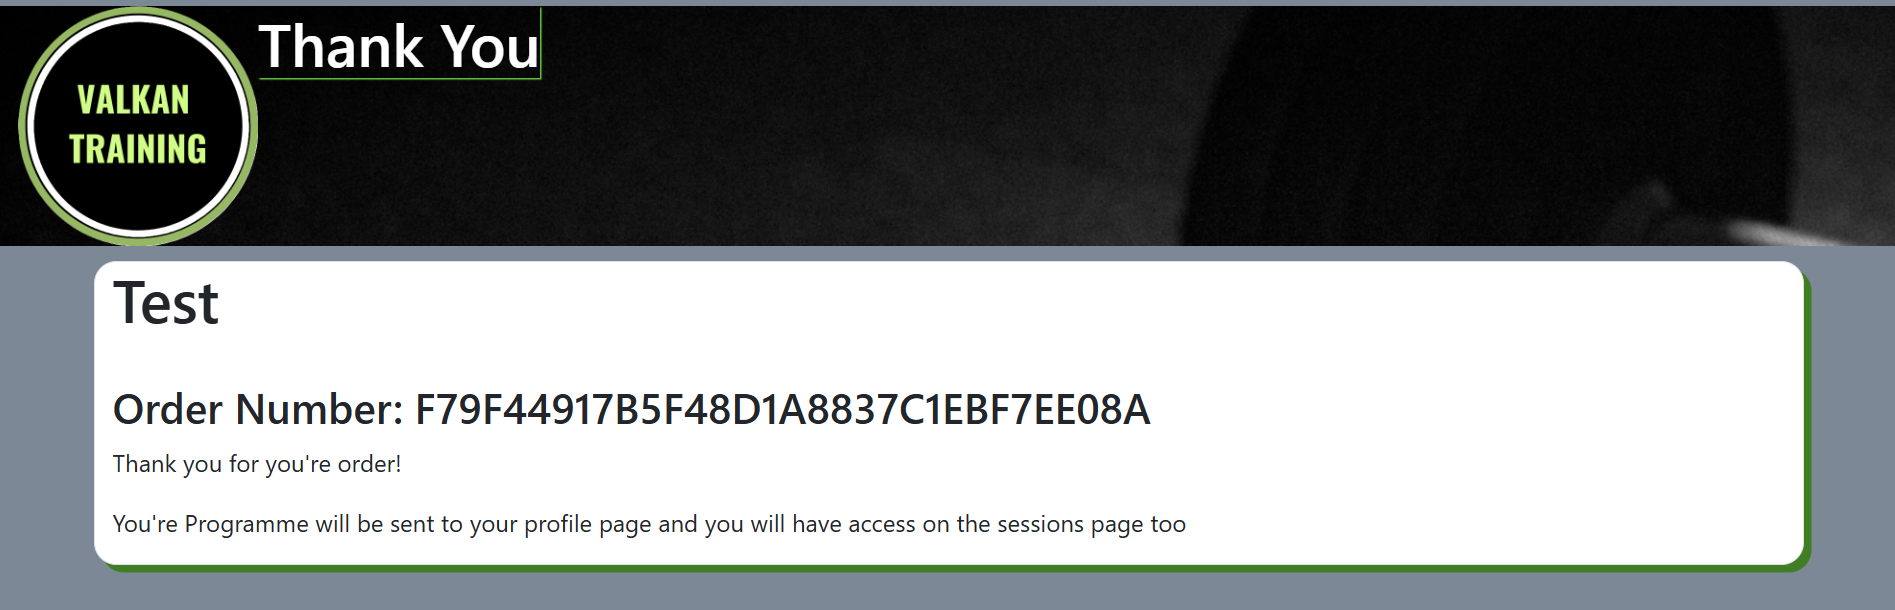 VALKAN
TRAINING
Thank You
Test
Order Number: F79F44917B5F48D1A8837C1EBF7EE08A
Thank you for you're order!
You're Programme will be sent to your profile page and you will have access on the sessions page too